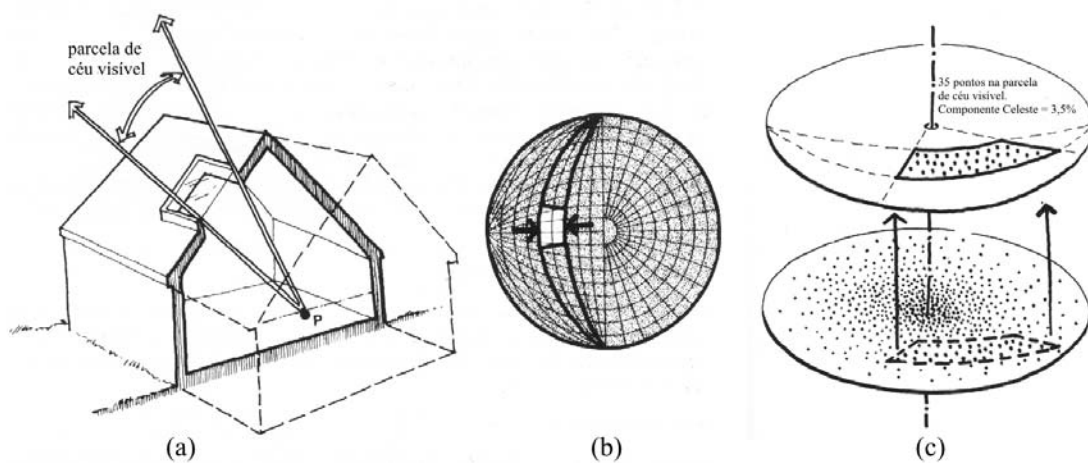 parcela de
céu visível
P
(a)
(b)
35 pontos na parcela
de céu visível.
Componente Celeste = 3,5%
(c)